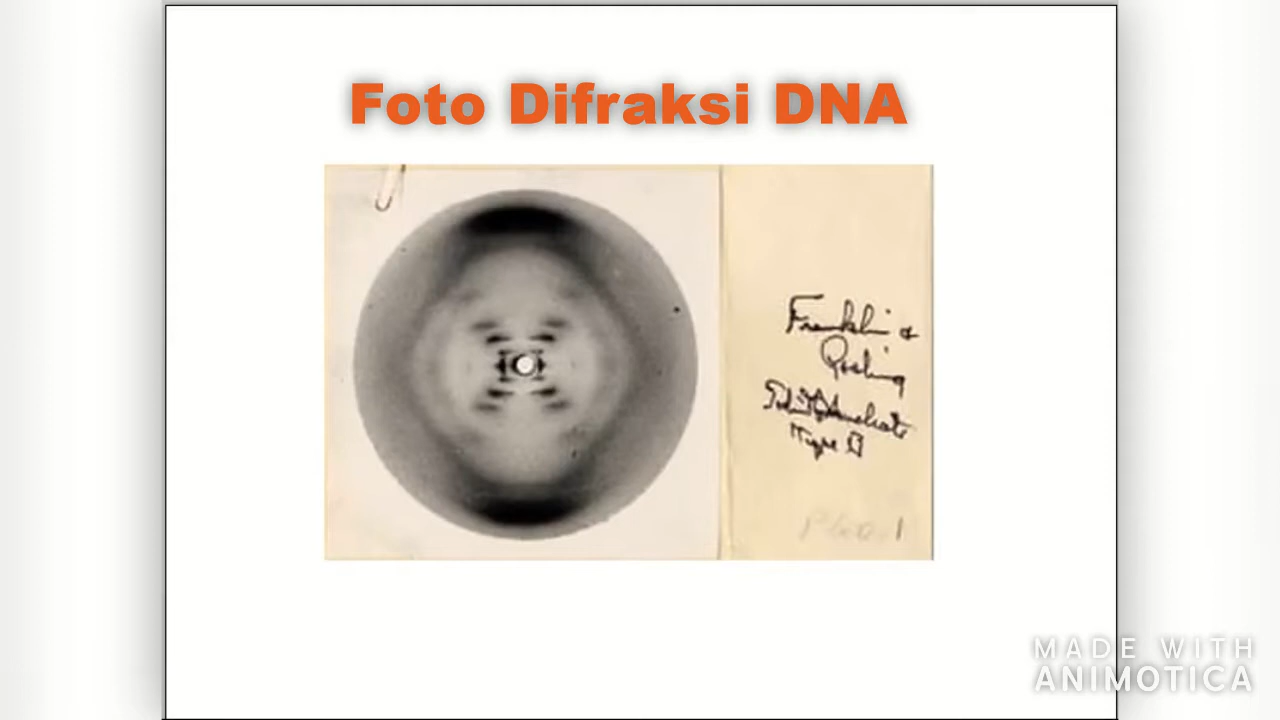 Foto Difraksi DNA
Franklin &
Gosling
Type B
MADE WITH
ANIMOTICA